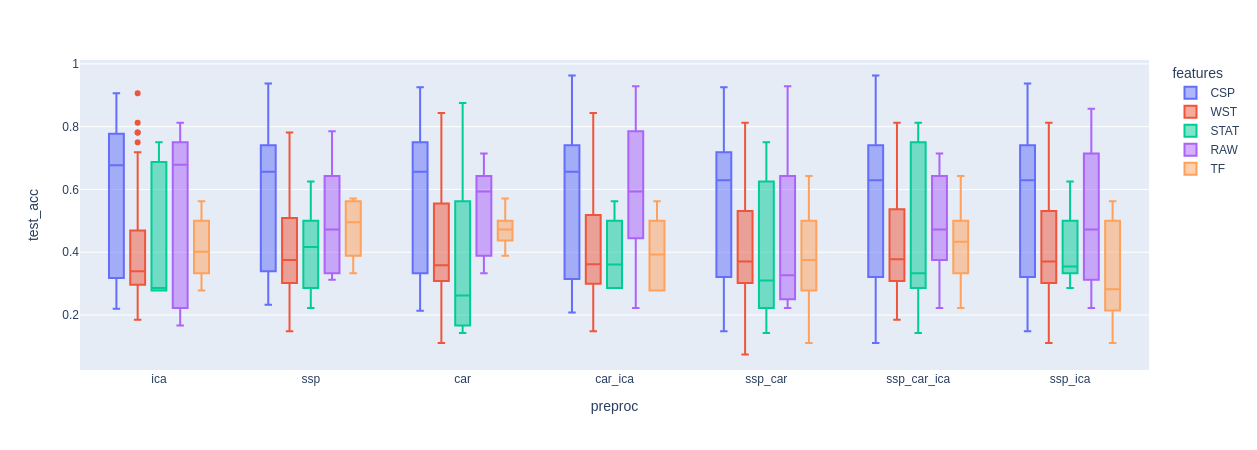 1
0.8
0.6
0.4
0.2
test_acc
ica
ssp
car
car_ica
ssp_car
ssp_car_ica
ssp_ica
preproc
features
CSP
WST
STAT
RAW
TF